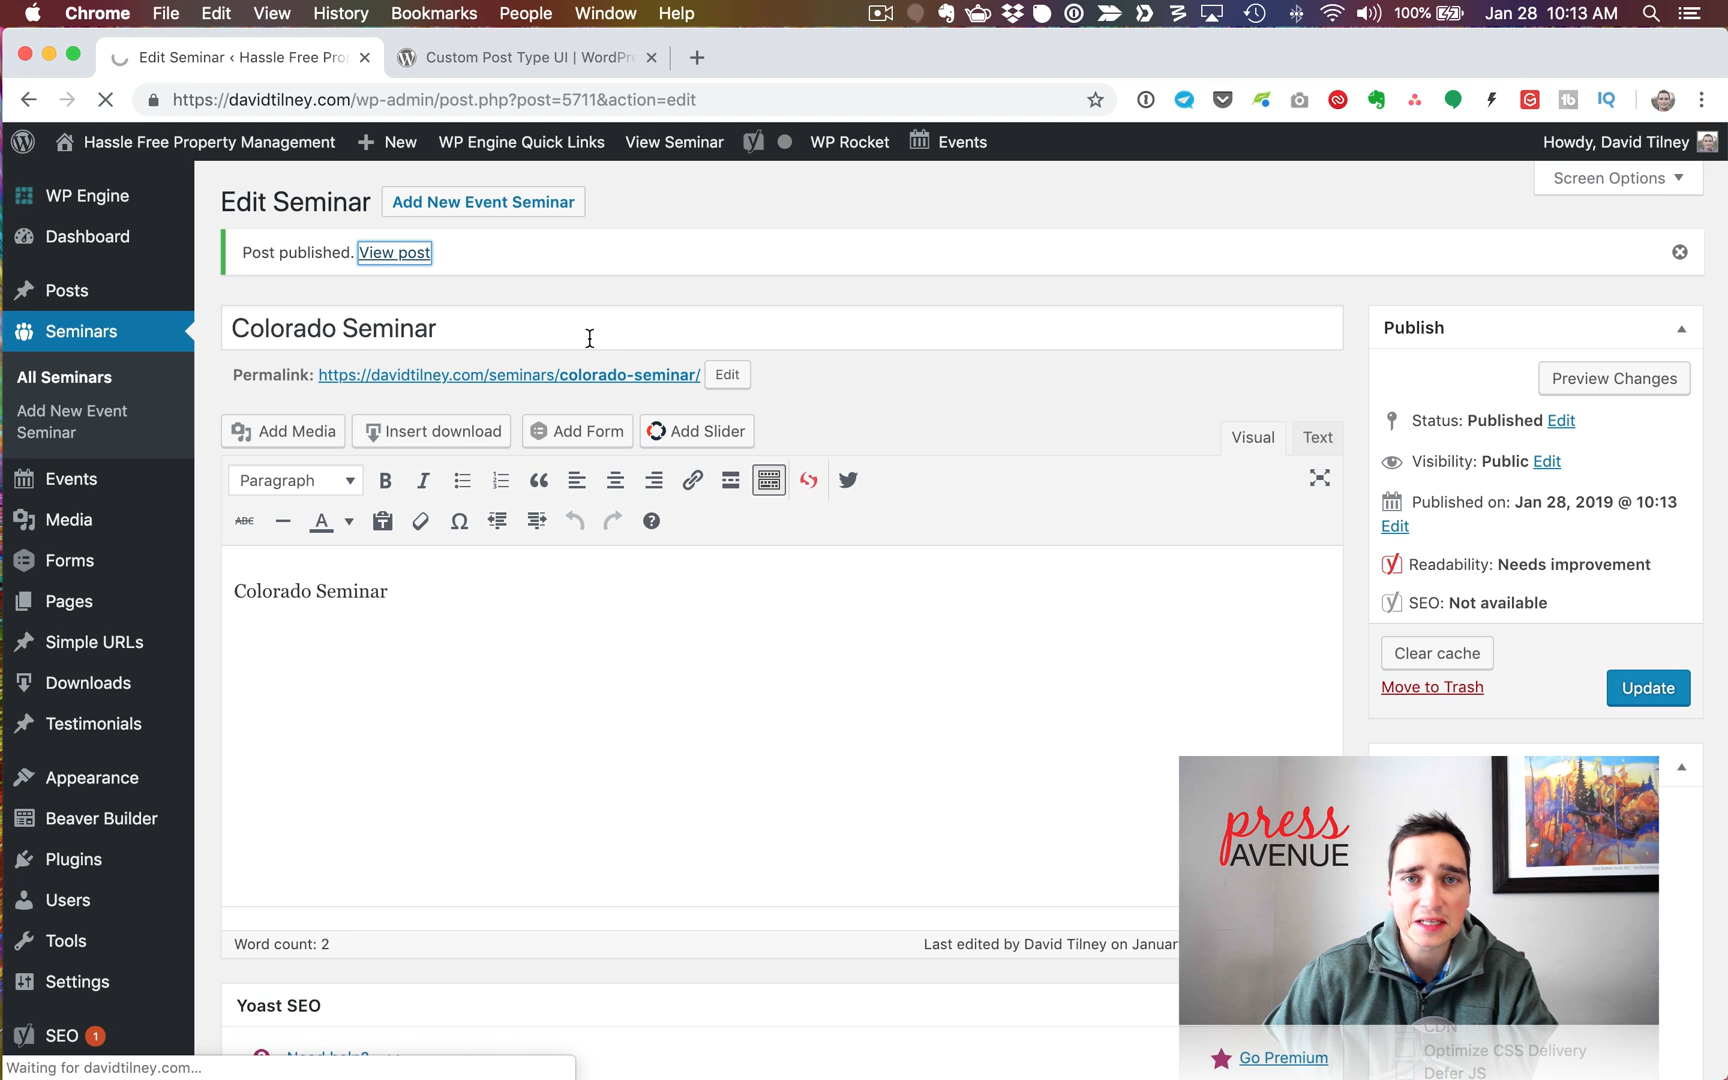 Chrome File Edit View History Bookmarks People Window Help 100% Jan 28 10:13 AM
Edit Seminar ‹ Hassle Free Pro
Custom Post Type UI | WordPr
https://davidtilney.com/wp-admin/post.php?post=5711&action=edit
Hassle Free Property Management New WP Engine Quick Links View Seminar WP Rocket Events Howdy, David Tilney
WP Engine
Dashboard
Posts
Seminars
All Seminars
Add New Event
Seminar
Events
Media
Forms
Pages
Simple URLs
Downloads
Testimonials
Appearance
Beaver Builder
Plugins
Users
Tools
Settings
SEO 1
Waiting for davidtilney.com...
Screen Options
Edit Seminar Add New Event Seminar
Post published. View post
Colorado Seminar
Permalink: https://davidtilney.com/seminars/colorado-seminar/ Edit
Add Media Insert download Add Form Add Slider
Visual Text
Paragraph B I
ABC A Ω
Colorado Seminar
Word count: 2 Last edited by David Tilney on Januar
Yoast SEO
Need help?
Publish
Preview Changes
Status: Published Edit
Visibility: Public Edit
Published on: Jan 28, 2019 @ 10:13
Edit
Readability: Needs improvement
SEO: Not available
Clear cache
Move to Trash Update
press
AVENUE
Go Premium
CDN
Optimize CSS Delivery
Defer JS